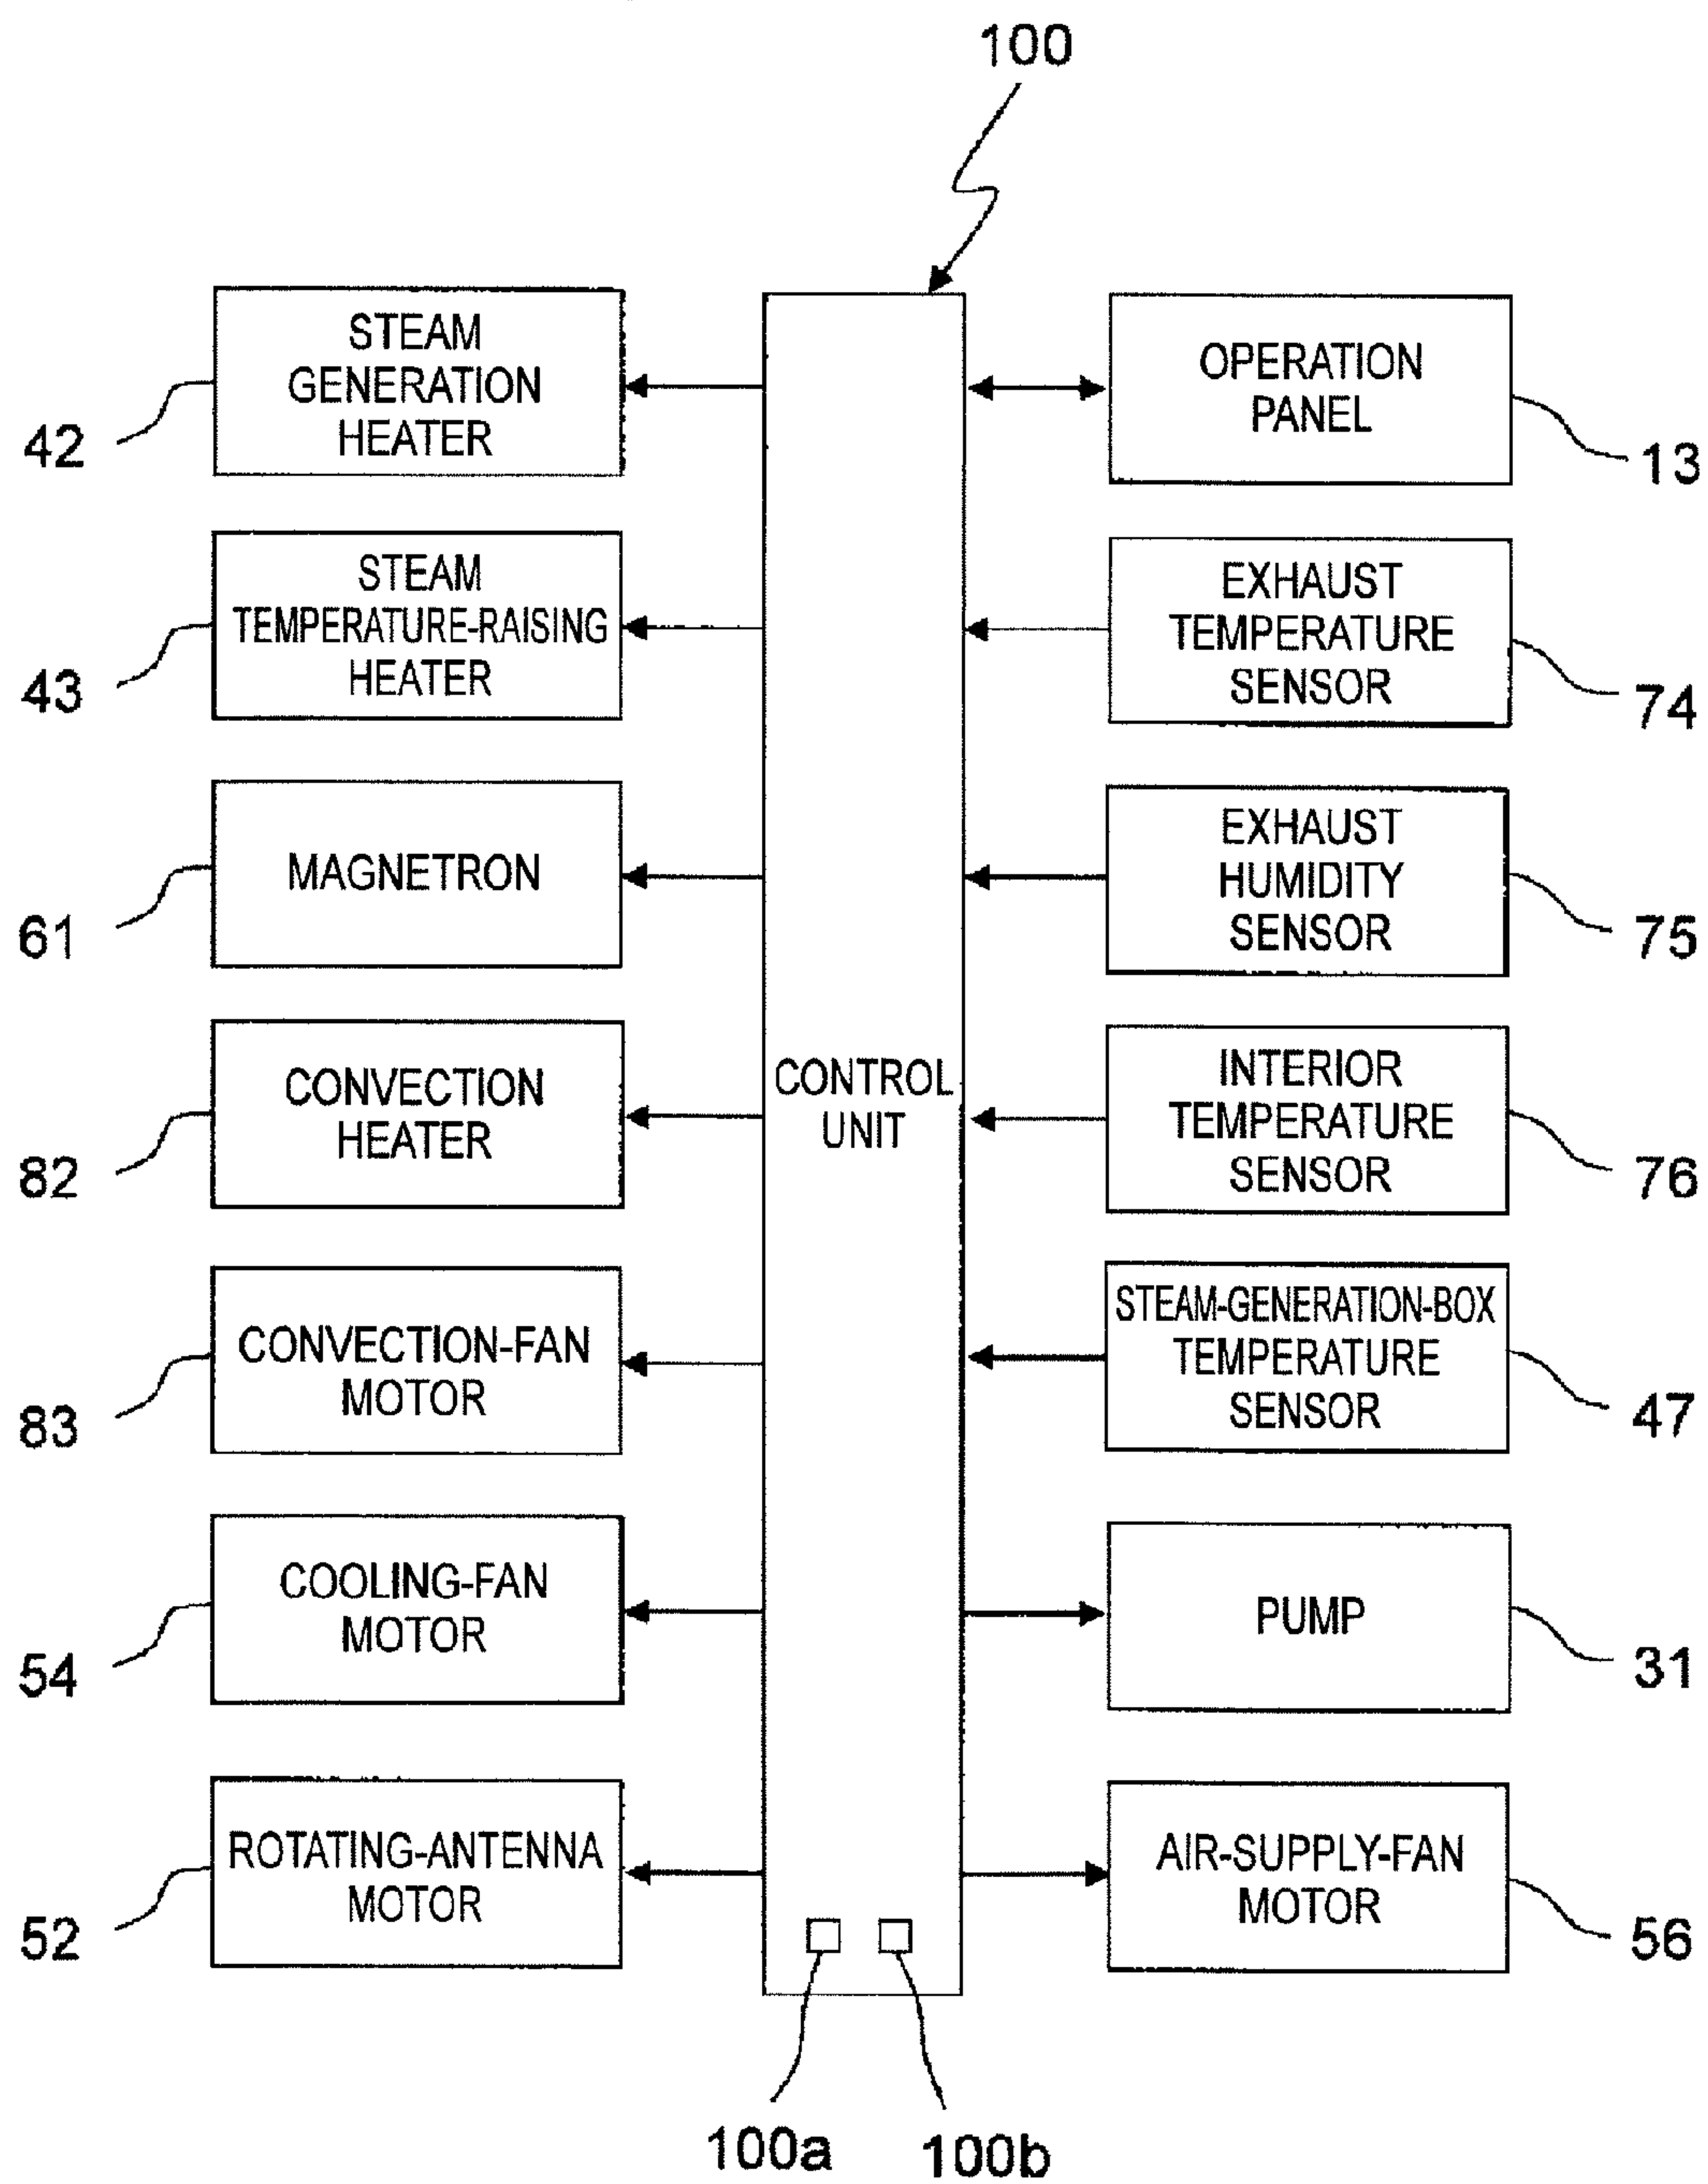 100
STEAM
GENERATION
HEATER
42
STEAM
TEMPERATURE-RAISING
HEATER
43
MAGNETRON
61
CONVECTION
HEATER
82
CONVECTION-FAN
MOTOR
83
COOLING-FAN
MOTOR
54
ROTATING-ANTENNA
MOTOR
52
CONTROL
UNIT
100a
100b
OPERATION
PANEL
13
EXHAUST
TEMPERATURE
SENSOR
74
EXHAUST
HUMIDITY
SENSOR
75
INTERIOR
TEMPERATURE
SENSOR
76
STEAM-GENERATION-BOX
TEMPERATURE
SENSOR
47
PUMP
31
AIR-SUPPLY-FAN
MOTOR
56